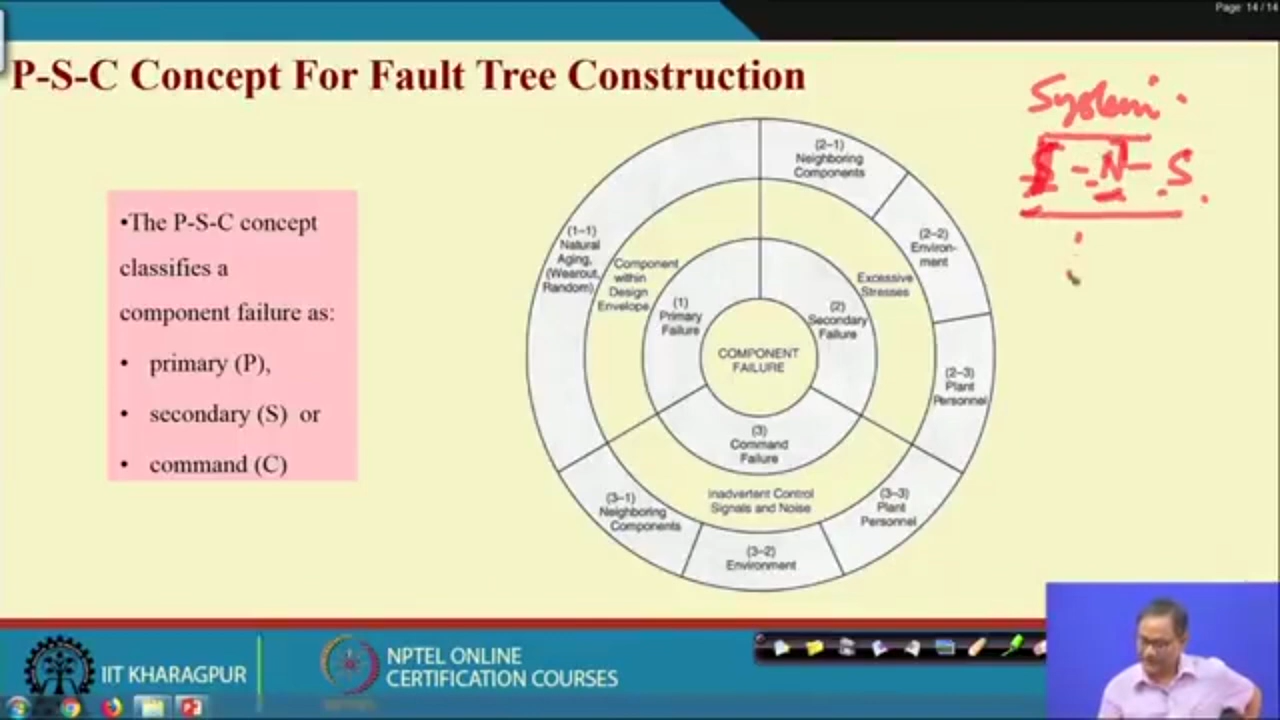 Page: 14 / 14
P-S-C Concept For Fault Tree Construction
System
I - N - S
•The P-S-C concept
classifies a
component failure as:
• primary (P),
• secondary (S) or
• command (C)
(2–1)
Neighboring
Components
(2–2)
Environ-
ment
(2–3)
Plant
Personnel
(1–1)
Natural
Aging,
(Wearout,
Random)
Component
within
Design
Envelope
Excessive
Stresses
(1)
Primary
Failure
(2)
Secondary
Failure
COMPONENT
FAILURE
(3)
Command
Failure
Inadvertent Control
Signals and Noise
(3–1)
Neighboring
Components
(3–2)
Environment
(3–3)
Plant
Personnel
IIT KHARAGPUR
NPTEL ONLINE
CERTIFICATION COURSES